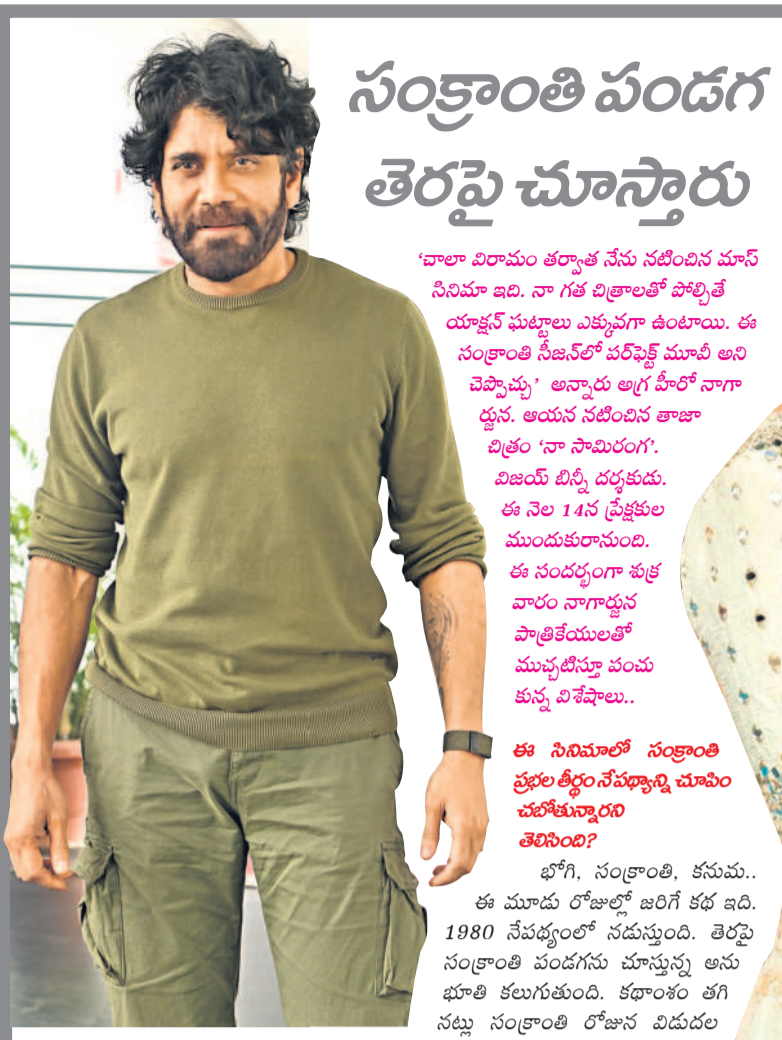 సంక్రాంతి పండగ
తెరపై చూస్తారు
‘చాలా విరామం తర్వాత నేను నటించిన మాస్
సినిమా ఇది. నా గత చిత్రాలతో పోల్చితే
యాక్షన్ ఘట్టాలు ఎక్కువగా ఉంటాయి. ఈ
సంక్రాంతి సీజన్‌లో పర్‌ఫెక్ట్ మూవీ అని
చెప్పొచ్చు’ అన్నారు అగ్ర హీరో నాగా
ర్జున. ఆయన నటించిన తాజా
చిత్రం ‘నా సామిరంగ’.
విజయ్ బిన్నీ దర్శకుడు.
ఈ నెల 14న ప్రేక్షకుల
ముందుకురానుంది.
ఈ సందర్భంగా శుక్ర
వారం నాగార్జున
పాత్రికేయులతో
ముచ్చటిస్తూ పంచు
కున్న విశేషాలు..
ఈ సినిమాలో సంక్రాంతి
ప్రభల తీర్థం నేపథ్యాన్ని చూపిం
చబోతున్నారని
తెలిసింది?
భోగి, సంక్రాంతి, కనుమ..
ఈ మూడు రోజుల్లో జరిగే కథ ఇది.
1980 నేపథ్యంలో నడుస్తుంది. తెరపై
సంక్రాంతి పండగను చూస్తున్న అను
భూతి కలుగుతుంది. కథాంశం తగి
నట్లు సంక్రాంతి రోజున విడుదల